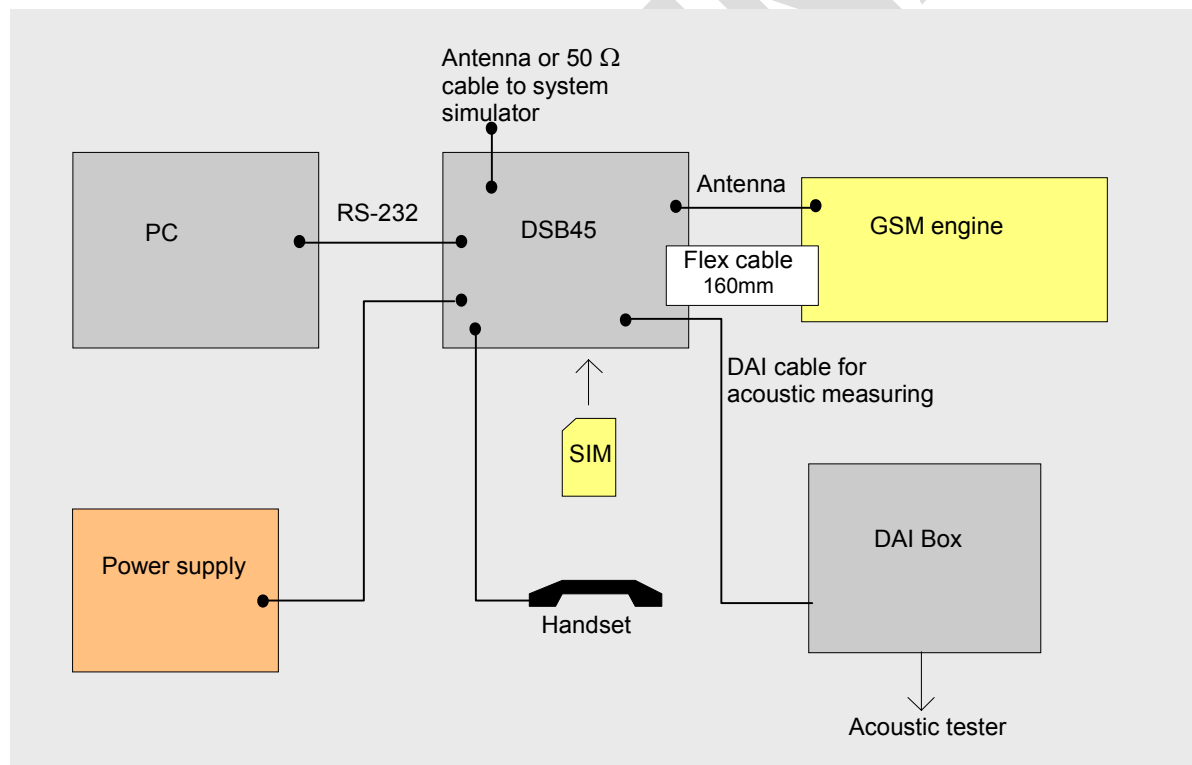 Antenna or 50 Ω
cable to system
simulator
PC
RS-232
DSB45
Antenna
GSM engine
Flex cable
160mm
DAI cable for
acoustic measuring
SIM
Power supply
Handset
DAI Box
Acoustic tester